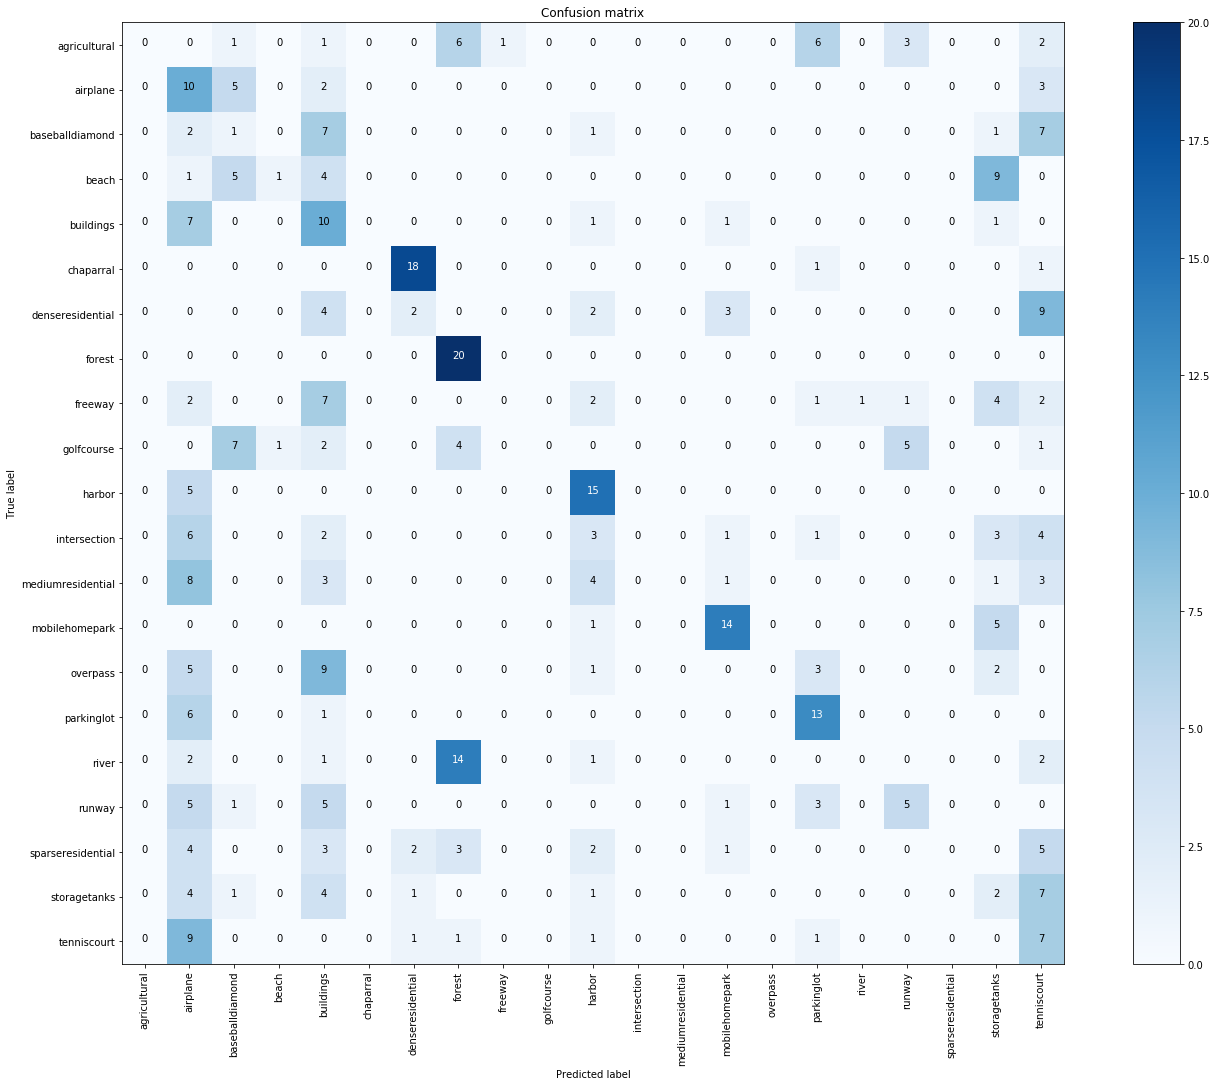 Confusion matrix
agricultural 0 0 1 0 1 0 0 6 1 0 0 0 0 0 0 6 0 3 0 0 2
airplane 0 10 5 0 2 0 0 0 0 0 0 0 0 0 0 0 0 0 0 0 3
baseballdiamond 0 2 1 0 7 0 0 0 0 0 1 0 0 0 0 0 0 0 0 1 7
beach 0 1 5 1 4 0 0 0 0 0 0 0 0 0 0 0 0 0 0 9 0
buildings 0 7 0 0 10 0 0 0 0 0 1 0 0 1 0 0 0 0 0 1 0
chaparral 0 0 0 0 0 0 18 0 0 0 0 0 0 0 0 1 0 0 0 0 1
denseresidential 0 0 0 0 4 0 2 0 0 0 2 0 0 3 0 0 0 0 0 0 9
forest 0 0 0 0 0 0 0 20 0 0 0 0 0 0 0 0 0 0 0 0 0
freeway 0 2 0 0 7 0 0 0 0 0 2 0 0 0 0 1 1 1 0 4 2
golfcourse 0 0 7 1 2 0 0 4 0 0 0 0 0 0 0 0 0 5 0 0 1
harbor 0 5 0 0 0 0 0 0 0 0 15 0 0 0 0 0 0 0 0 0 0
intersection 0 6 0 0 2 0 0 0 0 0 3 0 0 1 0 1 0 0 0 3 4
mediumresidential 0 8 0 0 3 0 0 0 0 0 4 0 0 1 0 0 0 0 0 1 3
mobilehomepark 0 0 0 0 0 0 0 0 0 0 1 0 0 14 0 0 0 0 0 5 0
overpass 0 5 0 0 9 0 0 0 0 0 1 0 0 0 0 3 0 0 0 2 0
parkinglot 0 6 0 0 1 0 0 0 0 0 0 0 0 0 0 13 0 0 0 0 0
river 0 2 0 0 1 0 0 14 0 0 1 0 0 0 0 0 0 0 0 0 2
runway 0 5 1 0 5 0 0 0 0 0 0 0 0 1 0 3 0 5 0 0 0
sparseresidential 0 4 0 0 3 0 2 3 0 0 2 0 0 1 0 0 0 0 0 0 5
storagetanks 0 4 1 0 4 0 1 0 0 0 1 0 0 0 0 0 0 0 0 2 7
tenniscourt 0 9 0 0 0 0 1 1 0 0 1 0 0 0 0 1 0 0 0 0 7
True label
agricultural
airplane
baseballdiamond
beach
buildings
chaparral
denseresidential
forest
freeway
golfcourse
harbor
intersection
mediumresidential
mobilehomepark
overpass
parkinglot
river
runway
sparseresidential
storagetanks
tenniscourt
Predicted label
20.0
17.5
15.0
12.5
10.0
7.5
5.0
2.5
0.0